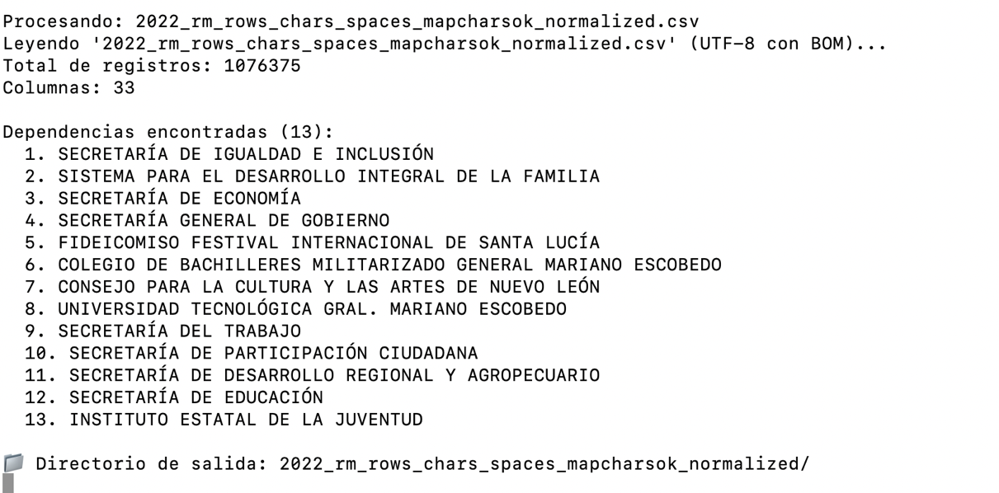 Procesando: 2022_rm_rows_chars_spaces_mapcharsok_normalized.csv
Leyendo '2022_rm_rows_chars_spaces_mapcharsok_normalized.csv' (UTF-8 con BOM)...
Total de registros: 1076375
Columnas: 33
Dependencias encontradas (13):
1. SECRETARÍA DE IGUALDAD E INCLUSIÓN
2. SISTEMA PARA EL DESARROLLO INTEGRAL DE LA FAMILIA
3. SECRETARÍA DE ECONOMÍA
4. SECRETARÍA GENERAL DE GOBIERNO
5. FIDEICOMISO FESTIVAL INTERNACIONAL DE SANTA LUCÍA
6. COLEGIO DE BACHILLERES MILITARIZADO GENERAL MARIANO ESCOBEDO
7. CONSEJO PARA LA CULTURA Y LAS ARTES DE NUEVO LEÓN
8. UNIVERSIDAD TECNOLÓGICA GRAL. MARIANO ESCOBEDO
9. SECRETARÍA DEL TRABAJO
10. SECRETARÍA DE PARTICIPACIÓN CIUDADANA
11. SECRETARÍA DE DESARROLLO REGIONAL Y AGROPECUARIO
12. SECRETARÍA DE EDUCACIÓN
13. INSTITUTO ESTATAL DE LA JUVENTUD
Directorio de salida: 2022_rm_rows_chars_spaces_mapcharsok_normalized/